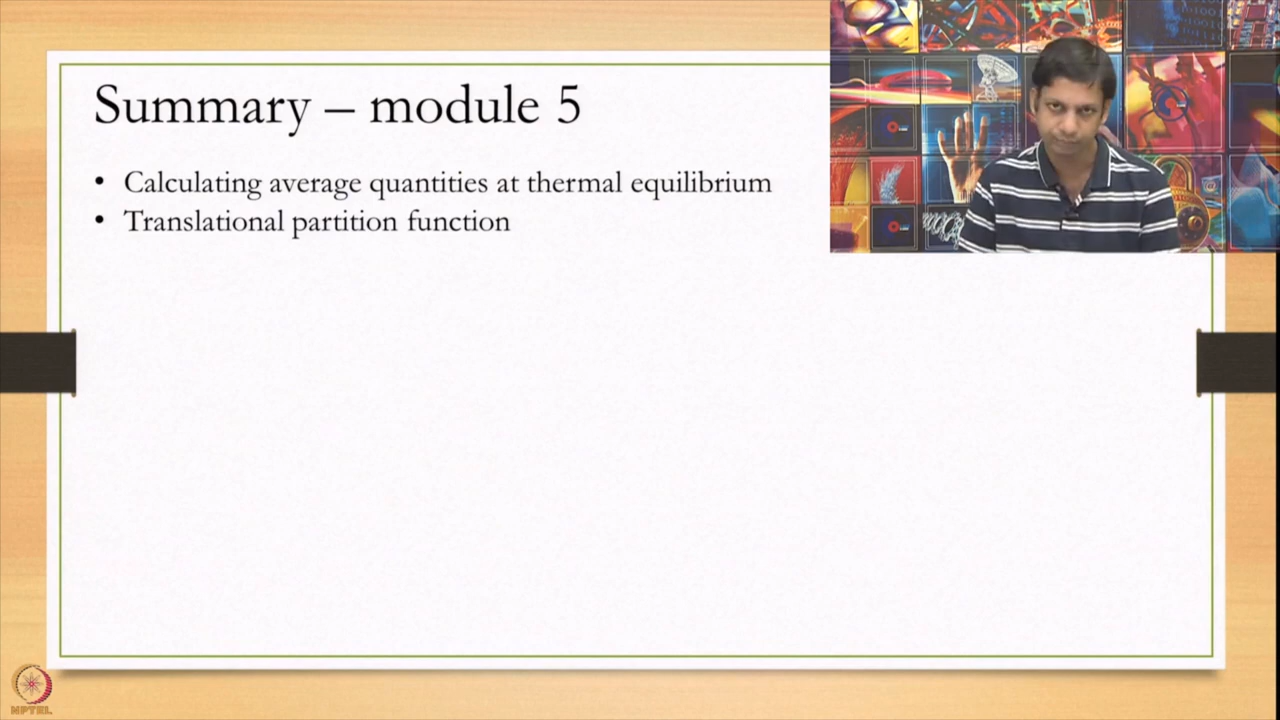 Summary – module 5
• Calculating average quantities at thermal equilibrium
• Translational partition function
NPTEL